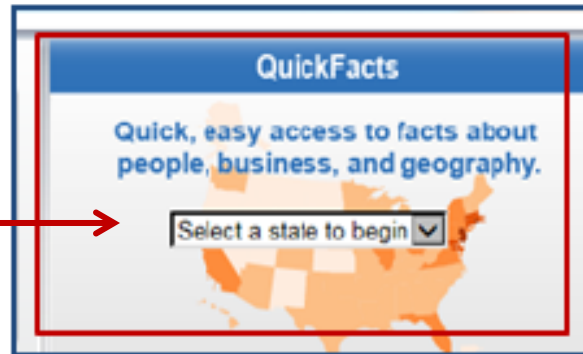 QuickFacts
Quick, easy access to facts about
people, business, and geography.
Select a state to begin